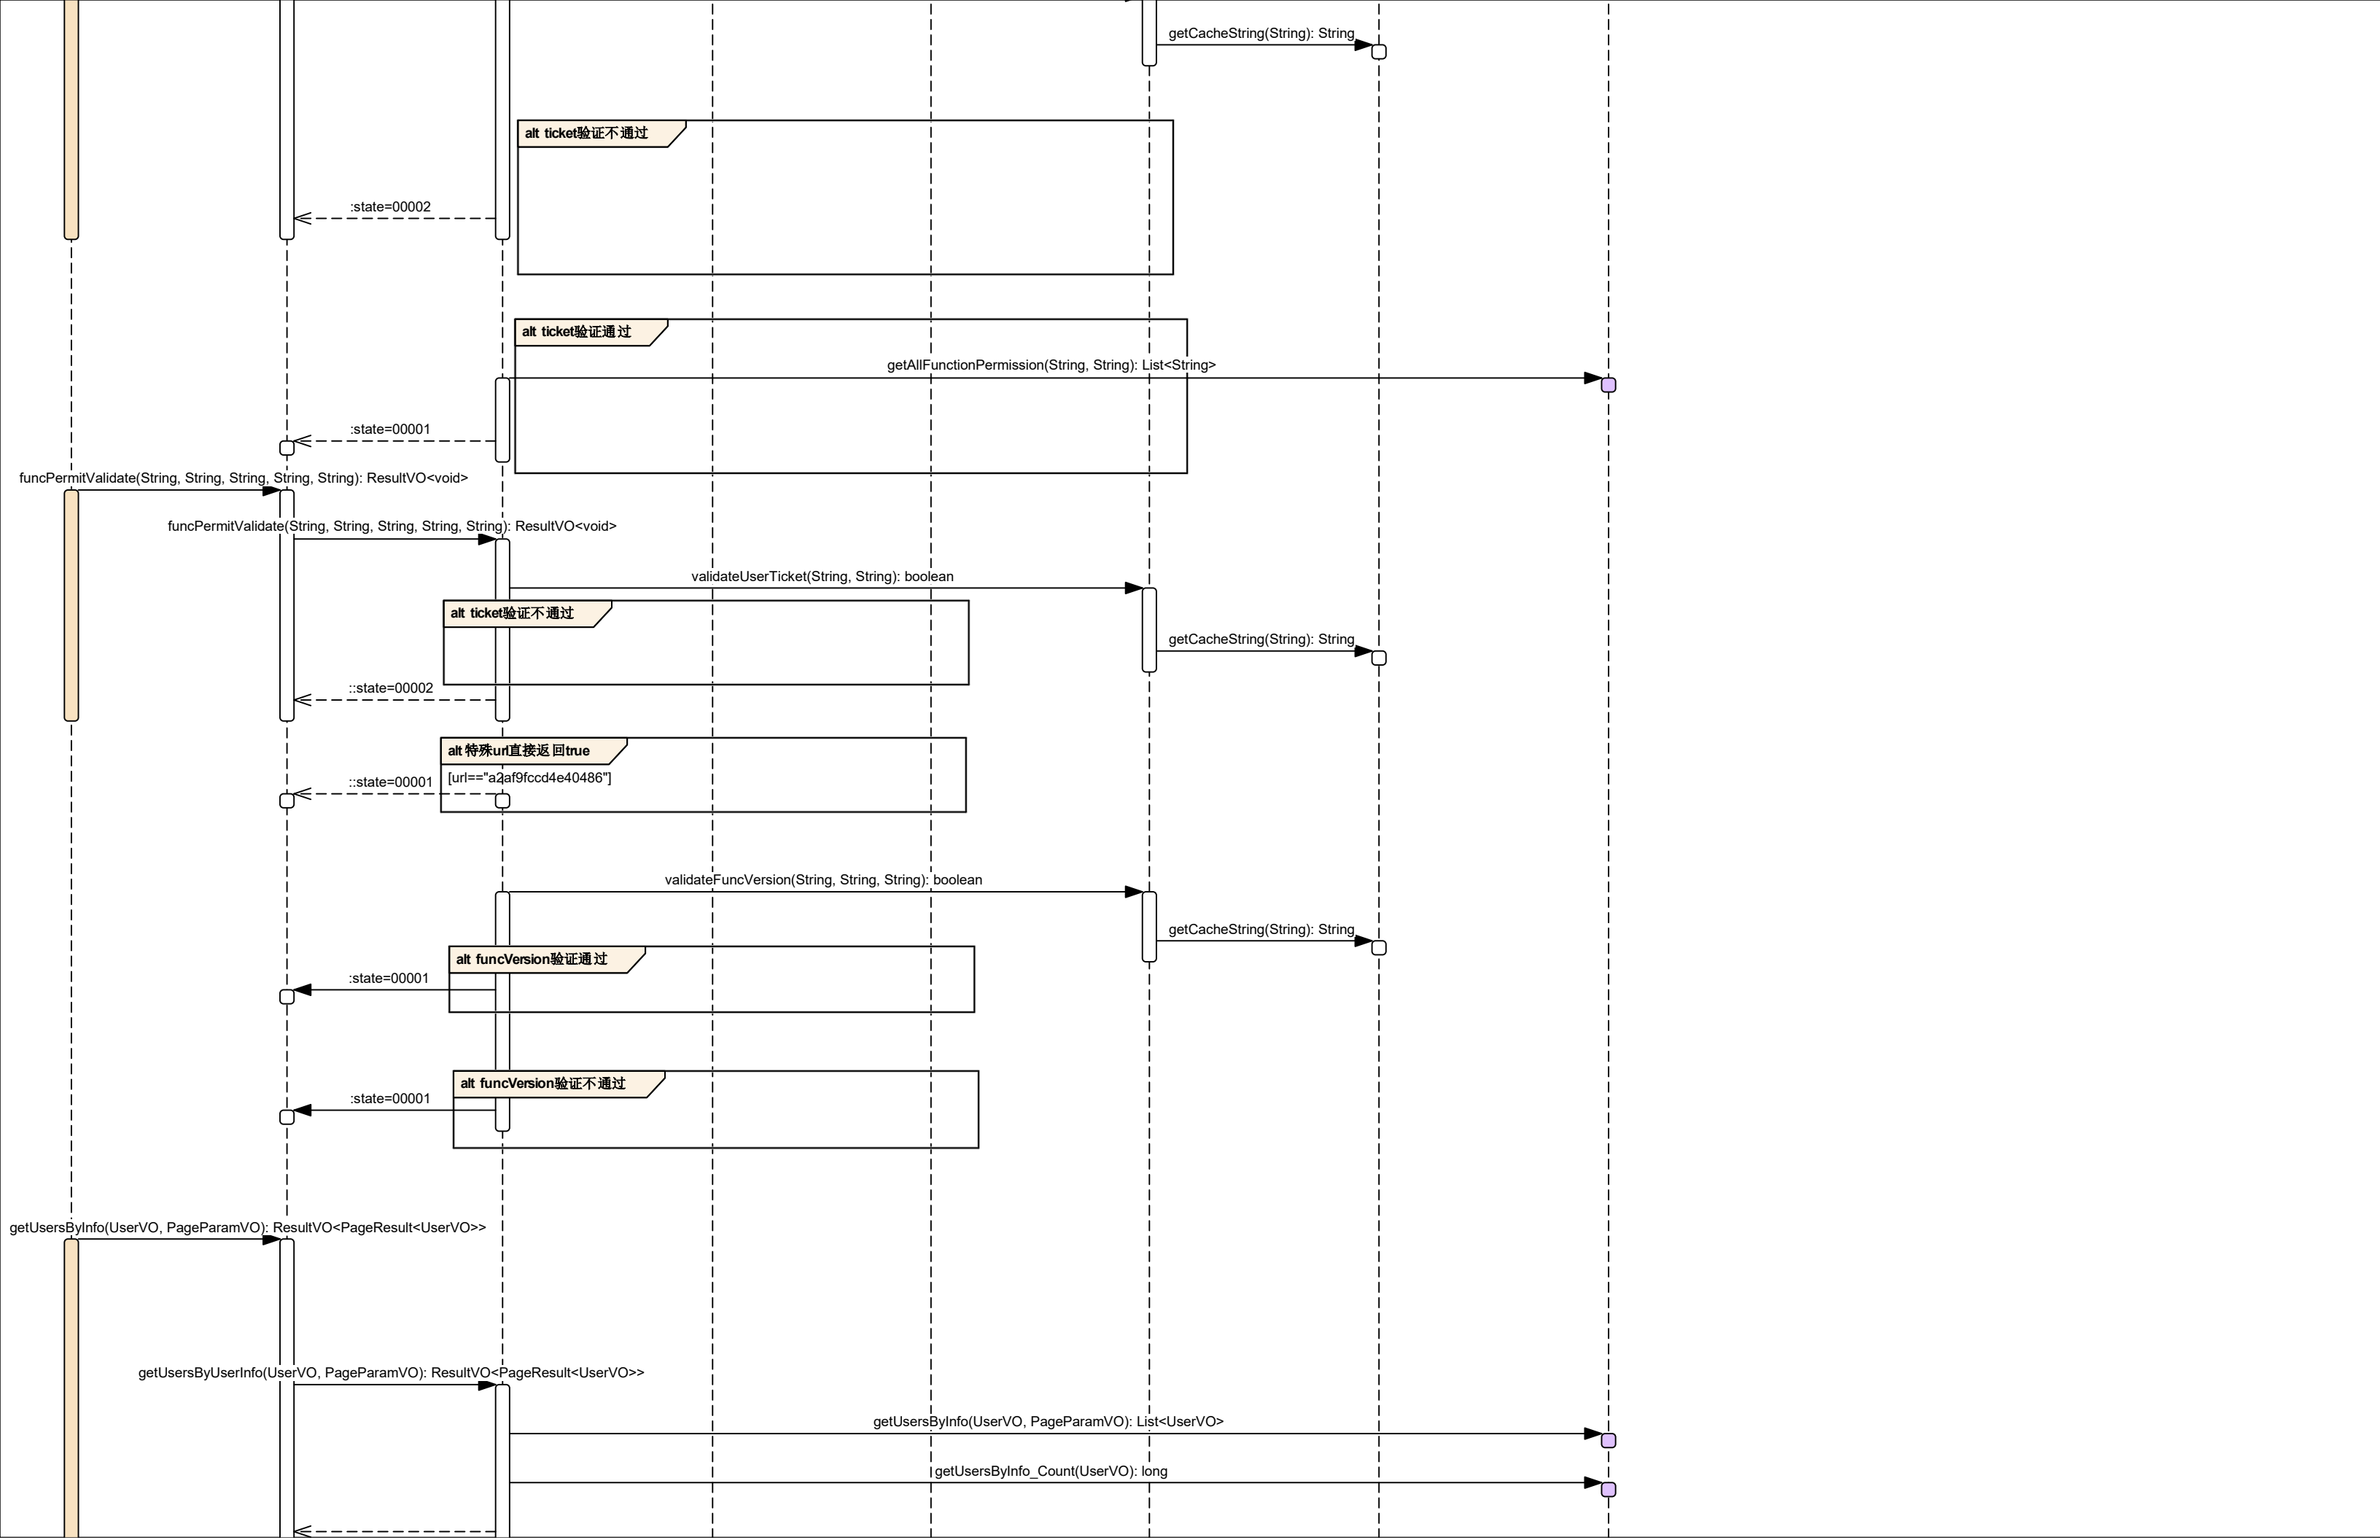 getCacheString(String): String
alt ticket验证不通过
:state=00002
alt ticket验证通过
getAllFunctionPermission(String, String): List<String>
:state=00001
funcPermitValidate(String, String, String, String, String): ResultVO<void>
funcPermitValidate(String, String, String, String, String): ResultVO<void>
validateUserTicket(String, String): boolean
alt ticket验证不通过
getCacheString(String): String
::state=00002
alt 特殊url直接返回true
[url=="a2af9fccd4e40486"]
::state=00001
validateFuncVersion(String, String, String): boolean
getCacheString(String): String
alt funcVersion验证通过
:state=00001
alt funcVersion验证不通过
:state=00001
getUsersByInfo(UserVO, PageParamVO): ResultVO<PageResult<UserVO>>
getUsersByUserInfo(UserVO, PageParamVO): ResultVO<PageResult<UserVO>>
getUsersByInfo(UserVO, PageParamVO): List<UserVO>
getUsersByInfo_Count(UserVO): long